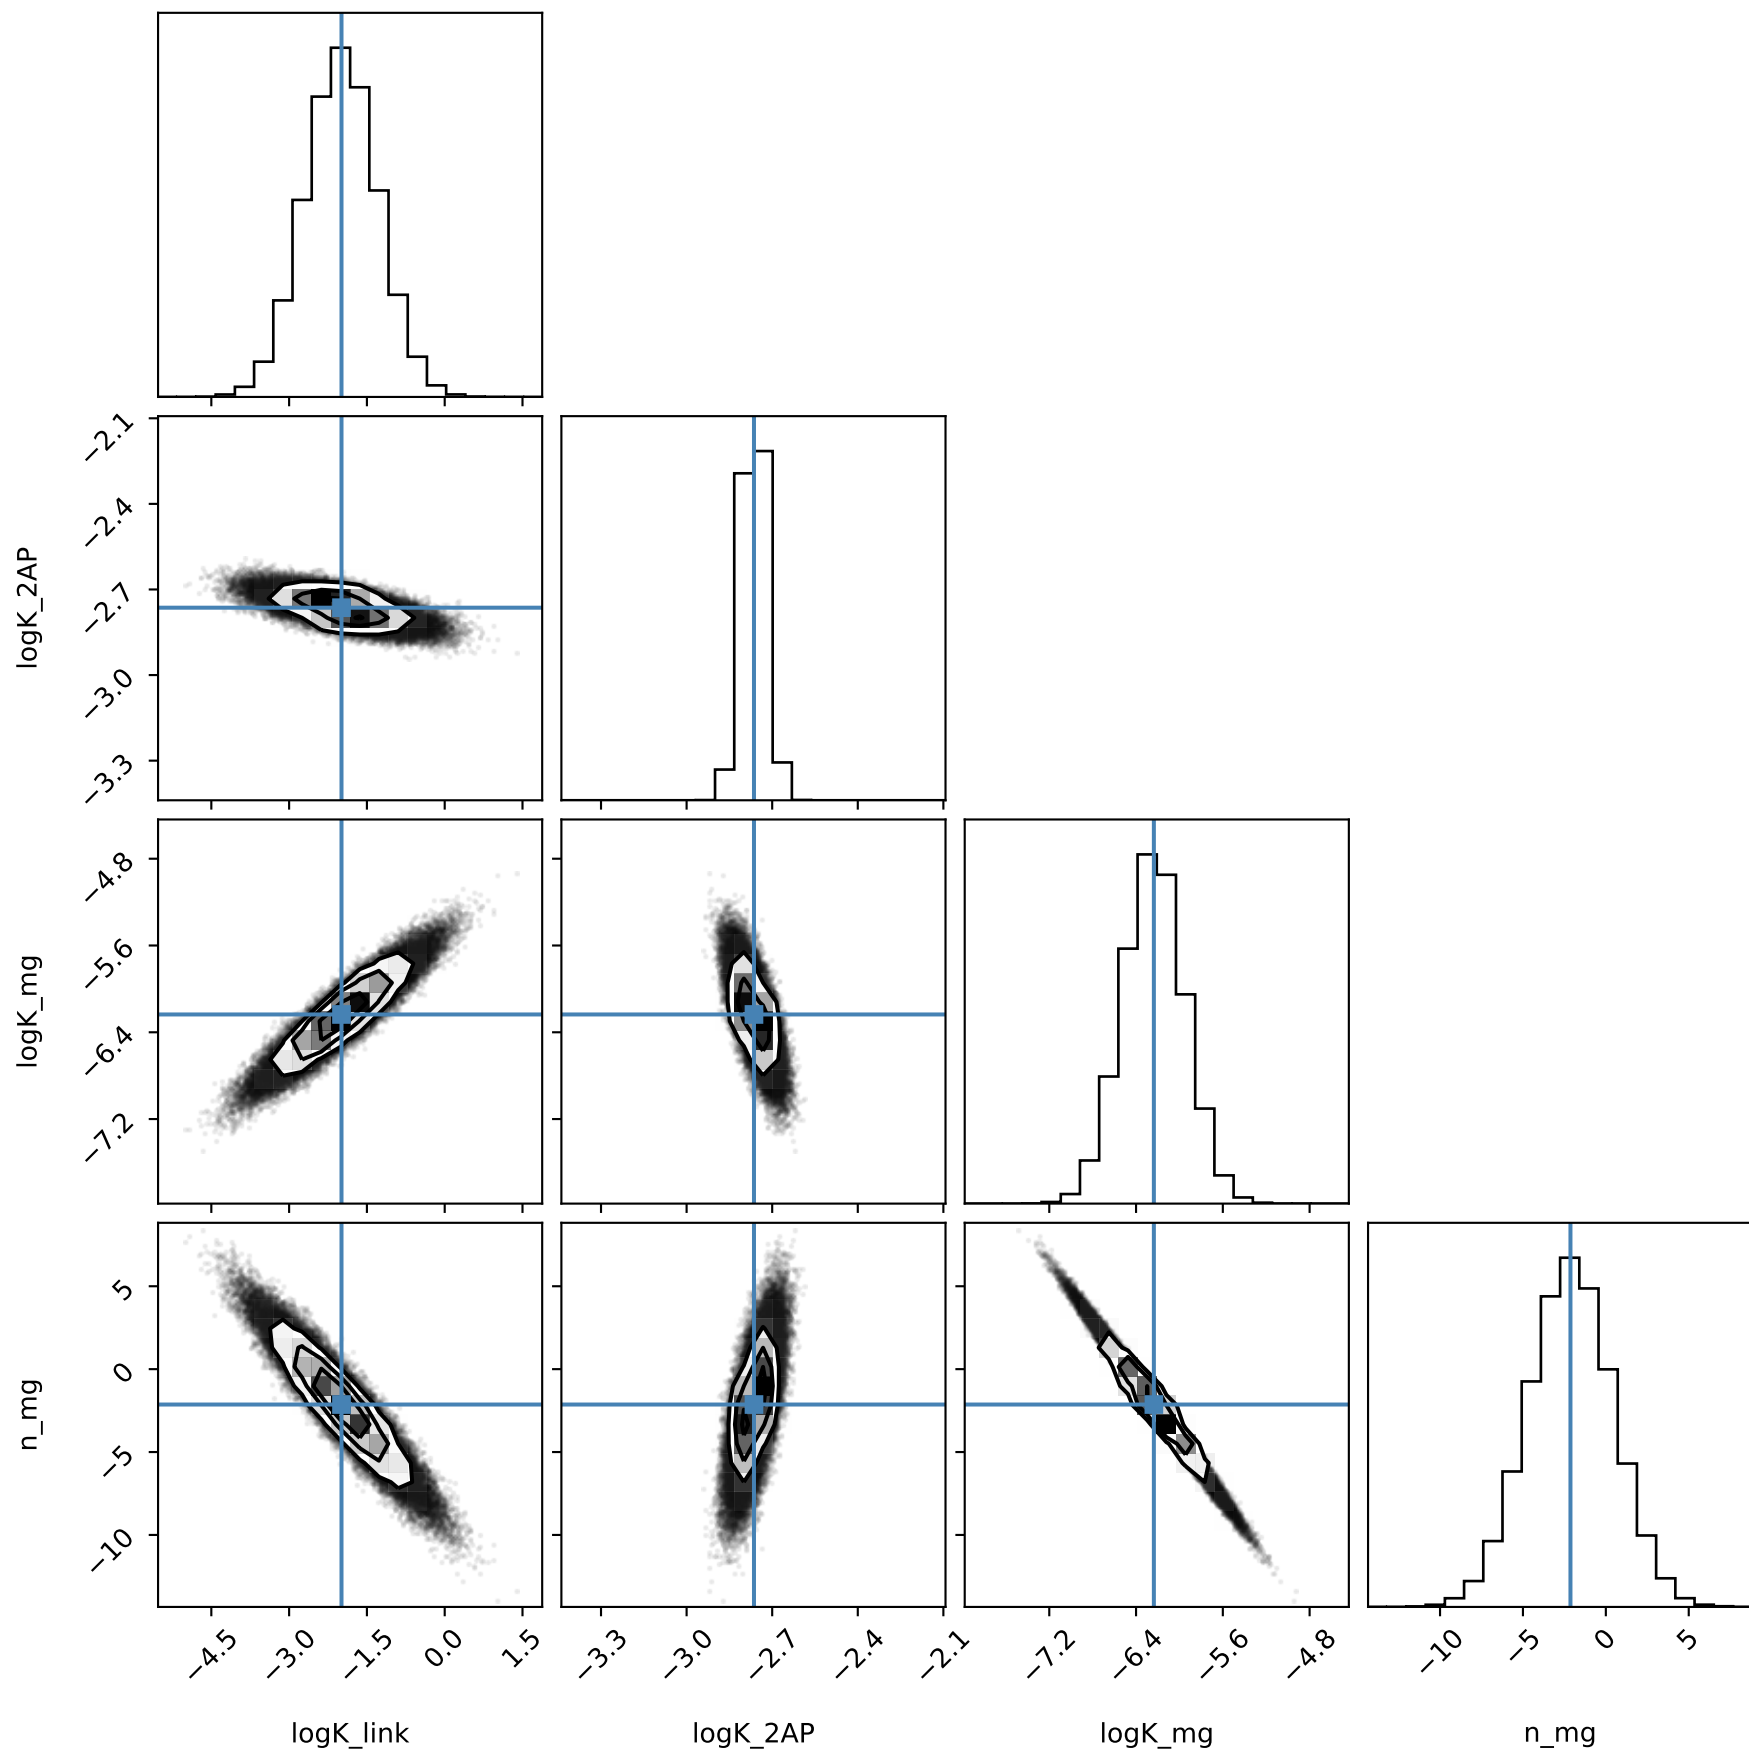 −2.1
−2.4
−2.7
−3.0
−3.3
logK_2AP
−4.8
−5.6
−6.4
−7.2
logK_mg
5
0
−5
−10
n_mg
−4.5 −3.0 −1.5 0.0 1.5
−3.3 −3.0 −2.7 −2.4 −2.1
−7.2 −6.4 −5.6 −4.8
−10 −5 0 5
logK_link logK_2AP logK_mg n_mg